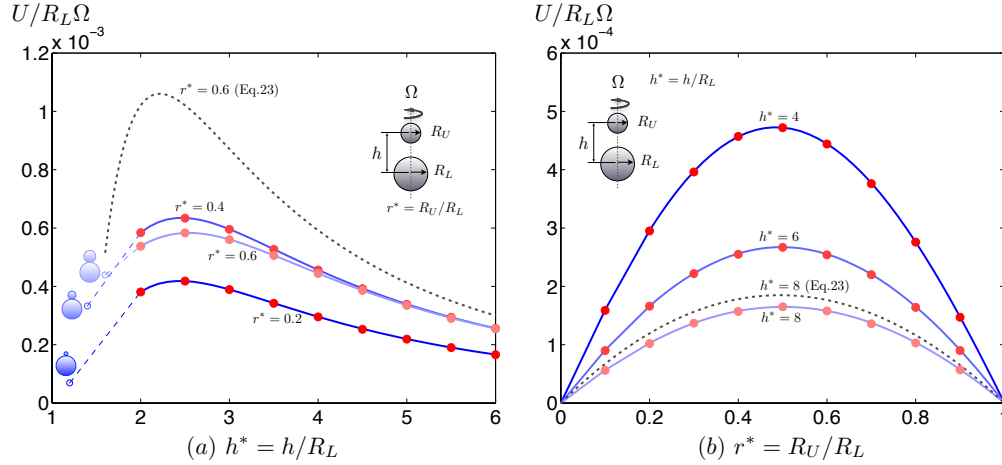 U/R_LΩ
× 10⁻³
1.2
1
0.8
0.6
0.4
0.2
0
1
2
3
4
5
6
r* = 0.6 (Eq.23)
r* = 0.4
r* = 0.6
r* = 0.2
Ω
R_U
h
R_L
r* = R_U/R_L
(a) h* = h/R_L
U/R_LΩ
× 10⁻⁴
6
5
4
3
2
1
0
0
0.2
0.4
0.6
0.8
1
Ω
h* = h/R_L
R_U
h
R_L
h* = 4
h* = 6
h* = 8 (Eq.23)
h* = 8
(b) r* = R_U/R_L